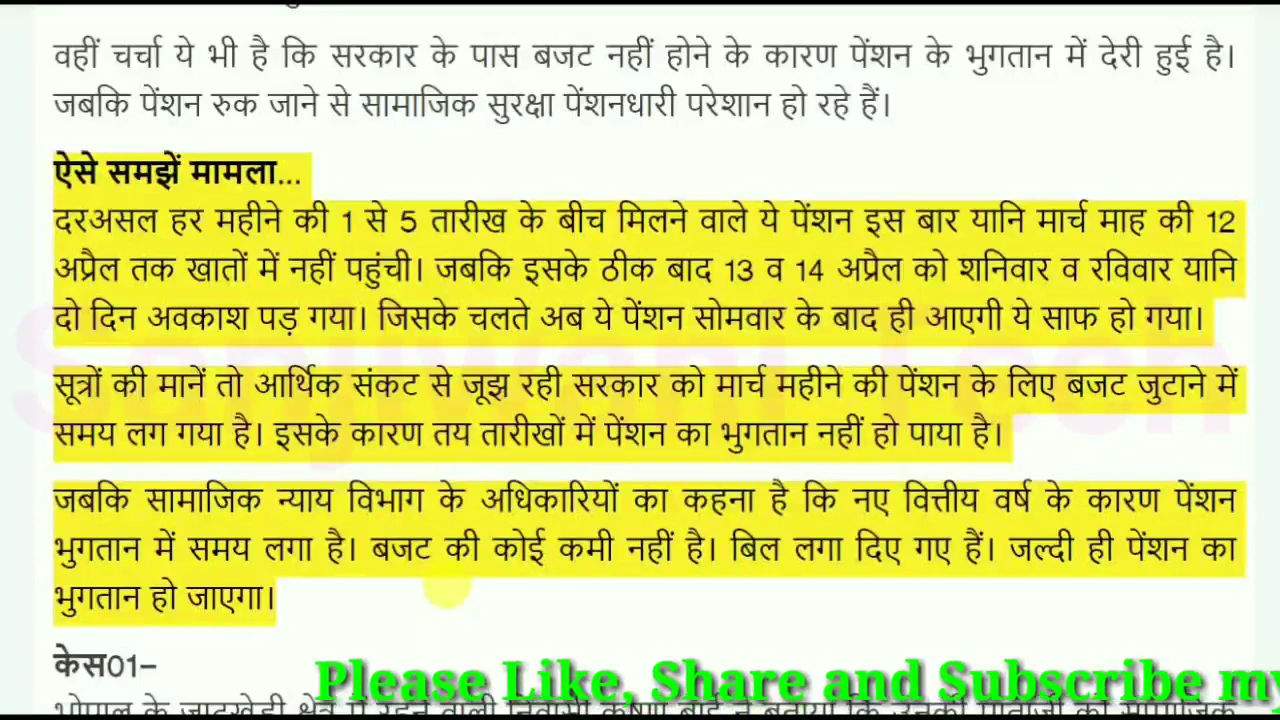 वहीं चर्चा ये भी है कि सरकार के पास बजट नहीं होने के कारण पेंशन के भुगतान में देरी हुई है।
जबकि पेंशन रुक जाने से सामाजिक सुरक्षा पेंशनधारी परेशान हो रहे हैं।
ऐसे समझें मामला...
दरअसल हर महीने की 1 से 5 तारीख के बीच मिलने वाले ये पेंशन इस बार यानि मार्च माह की 12
अप्रैल तक खातों में नहीं पहुंची। जबकि इसके ठीक बाद 13 व 14 अप्रैल को शनिवार व रविवार यानि
दो दिन अवकाश पड़ गया। जिसके चलते अब ये पेंशन सोमवार के बाद ही आएगी ये साफ हो गया।
सूत्रों की मानें तो आर्थिक संकट से जूझ रही सरकार को मार्च महीने की पेंशन के लिए बजट जुटाने में
समय लग गया है। इसके कारण तय तारीखों में पेंशन का भुगतान नहीं हो पाया है।
जबकि सामाजिक न्याय विभाग के अधिकारियों का कहना है कि नए वित्तीय वर्ष के कारण पेंशन
भुगतान में समय लगा है। बजट की कोई कमी नहीं है। बिल लगा दिए गए हैं। जल्दी ही पेंशन का
भुगतान हो जाएगा।
केस01–
Please Like, Share and Subscribe my
भोपाल के जाटखेड़ी क्षेत्र में रहने वाली